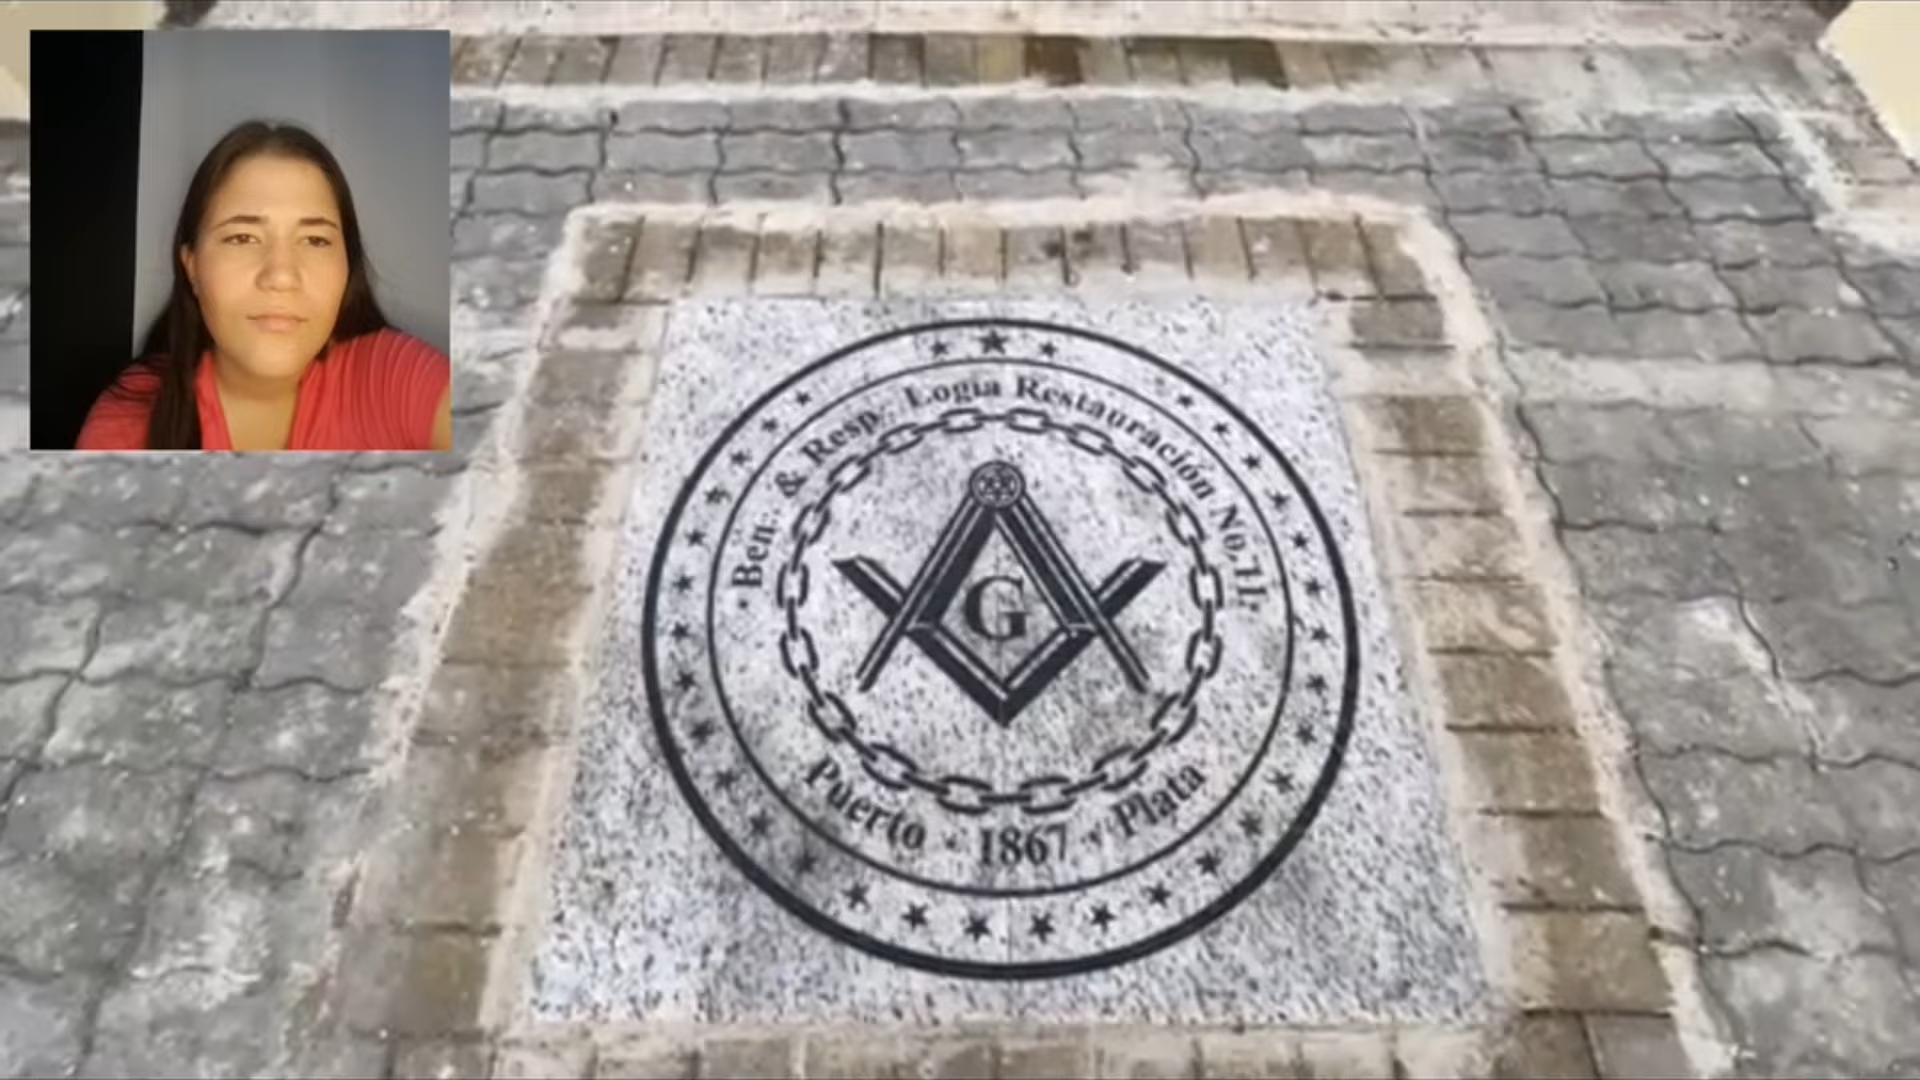 · Ben∴ & Resp∴ Logia Restauración No.11·
G
Puerto · 1867 · Plata